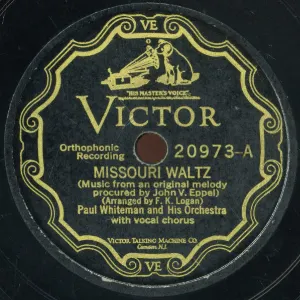 VE
"HIS MASTER'S VOICE"
VICTOR
Orthophonic
Recording
20973-A
MISSOURI WALTZ
(Music from an original melody
procured by John V. Eppel)
(Arranged by F. K. Logan)
Paul Whiteman and His Orchestra
with vocal chorus
VICTOR TALKING MACHINE CO.
Camden, N.J.
VE